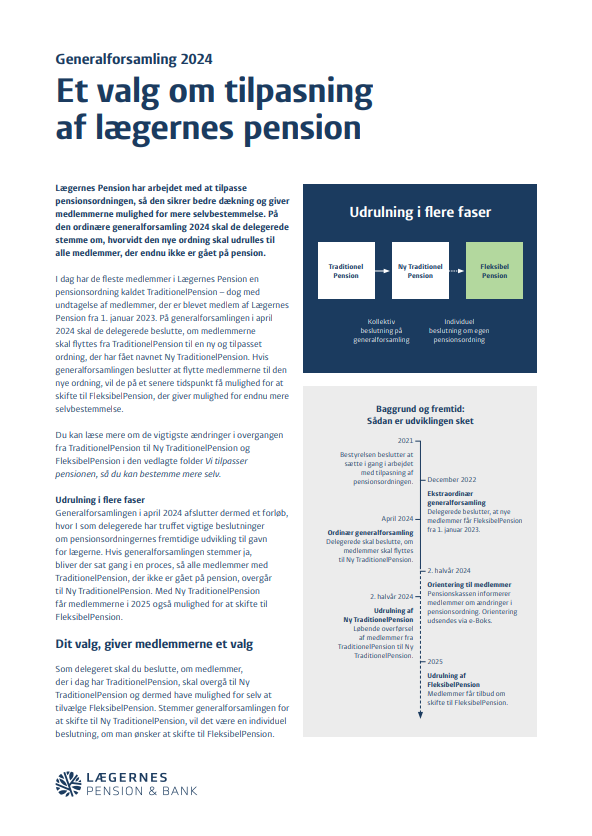 Generalforsamling 2024
Et valg om tilpasning
af lægernes pension
Lægernes Pension har arbejdet med at tilpasse
pensionsordningen, så den sikrer bedre dækning og giver
medlemmerne mulighed for mere selvbestemmelse. På
den ordinære generalforsamling 2024 skal de delegerede
stemme om, hvorvidt den nye ordning skal udrulles til
alle medlemmer, der endnu ikke er gået på pension.
I dag har de fleste medlemmer i Lægernes Pension en
pensionsordning kaldet TraditionelPension – dog med
undtagelse af medlemmer, der er blevet medlem af Lægernes
Pension fra 1. januar 2023. På generalforsamlingen i april
2024 skal de delegerede beslutte, om medlemmerne
skal flyttes fra TraditionelPension til en ny og tilpasset
ordning, der har fået navnet Ny TraditionelPension. Hvis
generalforsamlingen beslutter at flytte medlemmerne til den
nye ordning, vil de på et senere tidspunkt få mulighed for at
skifte til FleksibelPension, der giver mulighed for endnu mere
selvbestemmelse.
Du kan læse mere om de vigtigste ændringer i overgangen
fra TraditionelPension til Ny TraditionelPension og
FleksibelPension i den vedlagte folder Vi tilpasser
pensionen, så du kan bestemme mere selv.
Udrulning i flere faser
Generalforsamlingen i april 2024 afslutter dermed et forløb,
hvor I som delegerede har truffet vigtige beslutninger
om pensionsordningernes fremtidige udvikling til gavn
for lægerne. Hvis generalforsamlingen stemmer ja,
bliver der sat gang i en proces, så alle medlemmer med
TraditionelPension, der ikke er gået på pension, overgår
til Ny TraditionelPension. Med Ny TraditionelPension
får medlemmerne i 2025 også mulighed for at skifte til
FleksibelPension.
Dit valg, giver medlemmerne et valg
Som delegeret skal du beslutte, om medlemmer,
der i dag har TraditionelPension, skal overgå til Ny
TraditionelPension og dermed have mulighed for selv at
tilvælge FleksibelPension. Stemmer generalforsamlingen for
at skifte til Ny TraditionelPension, vil det være en individuel
beslutning, om man ønsker at skifte til FleksibelPension.
Udrulning i flere faser
Traditionel
Pension
Ny Traditionel
Pension
Fleksibel
Pension
Kollektiv
beslutning på
generalforsamling
Individuel
beslutning om egen
pensionsordning
Baggrund og fremtid:
Sådan er udviklingen sket
2021
Bestyrelsen beslutter at
sætte i gang i arbejdet
med tilpasning af
pensionsordningen.
December 2022
Ekstraordinær
generalforsamling
Delegerede beslutter, at nye
medlemmer får FleksibelPension
fra 1. januar 2023.
April 2024
Ordinær generalforsamling
Delegerede skal beslutte, om
medlemmer skal flyttes
til Ny TraditionelPension.
2. halvår 2024
Orientering til medlemmer
Pensionskassen informerer
medlemmer om ændringer i
pensionsordning. Orientering
udsendes via e-Boks.
2. halvår 2024
Udrulning af
Ny TraditionelPension
Løbende overførsel
af medlemmer fra
TraditionelPension til Ny
TraditionelPension.
2025
Udrulning af
FleksibelPension
Medlemmer får tilbud om
skifte til FleksibelPension.
LÆGERNES
PENSION & BANK